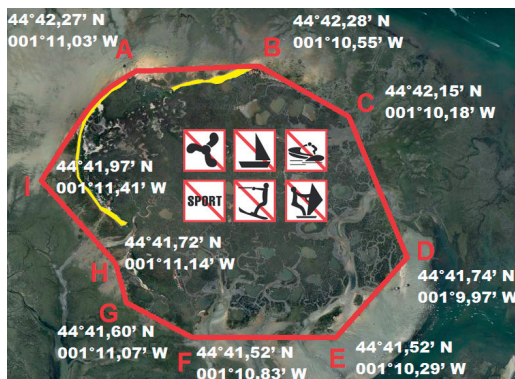 44°42,27' N
001°11,03' W
A
B
44°42,28' N
001°10,55' W
C
44°42,15' N
001°10,18' W
I
44°41,97' N
001°11,41' W
SPORT
44°41,72' N
001°11,14' W
H
D
44°41,74' N
001°9,97' W
G
44°41,60' N
001°11,07' W
F
44°41,52' N
001°10,83' W
E
44°41,52' N
001°10,29' W